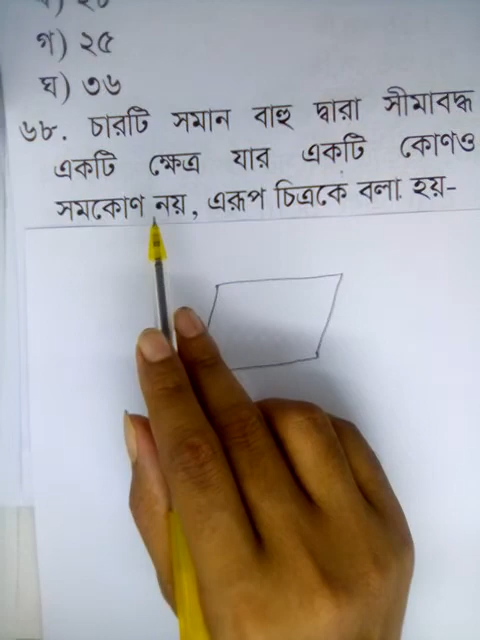 গ) ২৫
ঘ) ৩৬
৬৮. চারটি সমান বাহু দ্বারা সীমাবদ্ধ
একটি ক্ষেত্র যার একটি কোণও
সমকোণ নয়, এরূপ চিত্রকে বলা হয়-